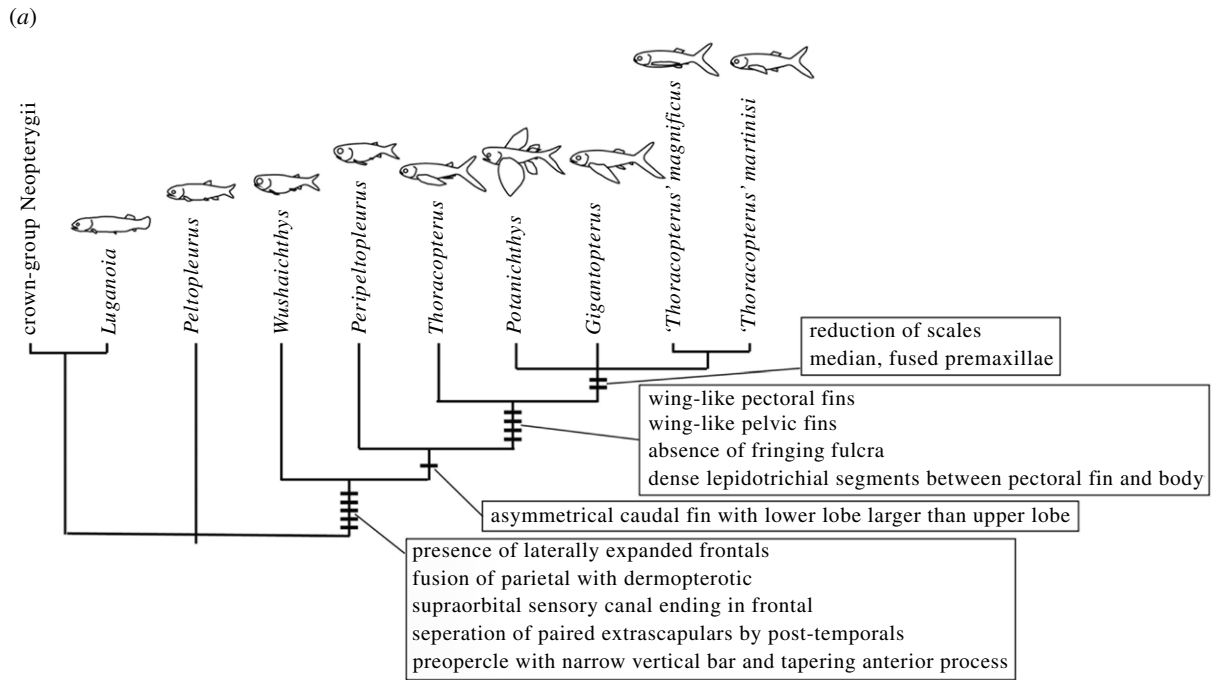 (a)
crown-group Neopterygii
Luganoia
Peltopleurus
Wushaichthys
Peripeltopleurus
Thoracopterus
Potanichthys
Gigantopterus
'Thoracopterus' magnificus
'Thoracopterus' martinisi
reduction of scales
median, fused premaxillae
wing-like pectoral fins
wing-like pelvic fins
absence of fringing fulcra
dense lepidotrichial segments between pectoral fin and body
asymmetrical caudal fin with lower lobe larger than upper lobe
presence of laterally expanded frontals
fusion of parietal with dermopterotic
supraorbital sensory canal ending in frontal
seperation of paired extrascapulars by post-temporals
preopercle with narrow vertical bar and tapering anterior process